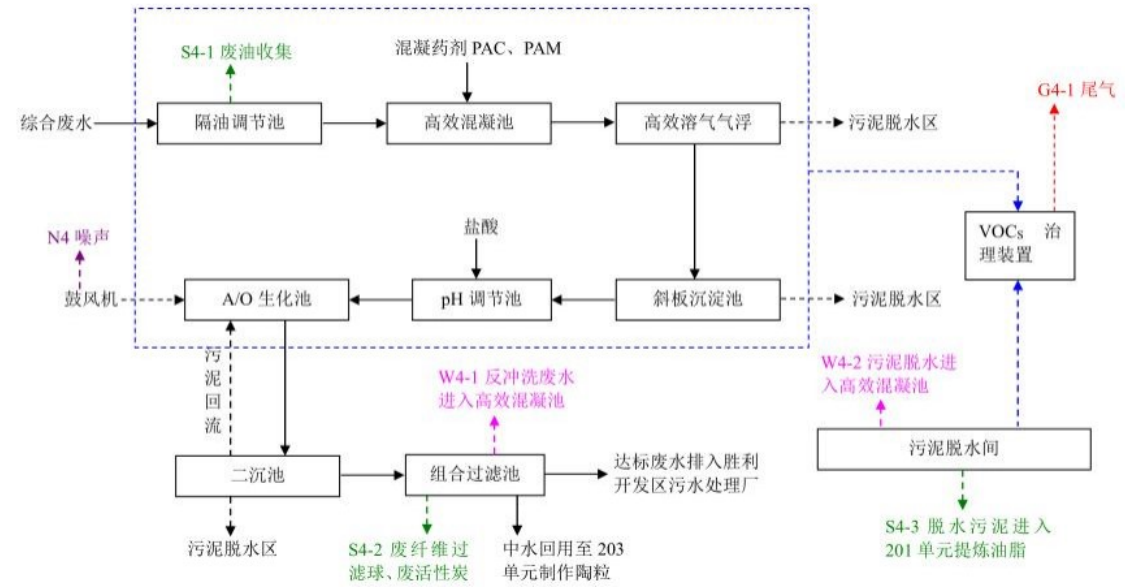 S4-1 废油收集
混凝药剂 PAC、PAM
G4-1 尾气
综合废水
隔油调节池
高效混凝池
高效溶气气浮
污泥脱水区
盐酸
VOCs 治
理装置
N4 噪声
鼓风机
A/O 生化池
pH 调节池
斜板沉淀池
污泥脱水区
污
泥
回
流
W4-1 反冲洗废水
进入高效混凝池
W4-2 污泥脱水进
入高效混凝池
二沉池
组合过滤池
达标废水排入胜利
开发区污水处理厂
污泥脱水间
污泥脱水区
S4-2 废纤维过
滤球、废活性炭
中水回用至 203
单元制作陶粒
S4-3 脱水污泥进入
201 单元提炼油脂